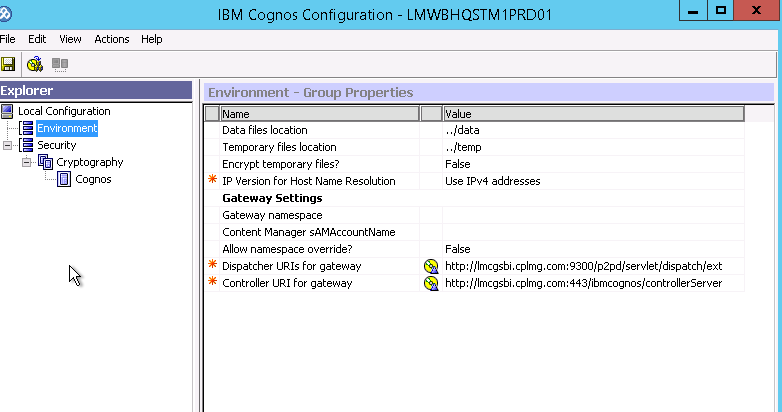 IBM Cognos Configuration - LMWBHQSTM1PRD01
File Edit View Actions Help
Explorer
Local Configuration
Environment
Security
Cryptography
Cognos
Environment - Group Properties
Name Value
Data files location ../data
Temporary files location ../temp
Encrypt temporary files? False
IP Version for Host Name Resolution Use IPv4 addresses
Gateway Settings
Gateway namespace
Content Manager sAMAccountName
Allow namespace override? False
Dispatcher URIs for gateway http://lmcgsbi.cplmg.com:9300/p2pd/servlet/dispatch/ext
Controller URI for gateway http://lmcgsbi.cplmg.com:443/ibmcognos/controllerServer